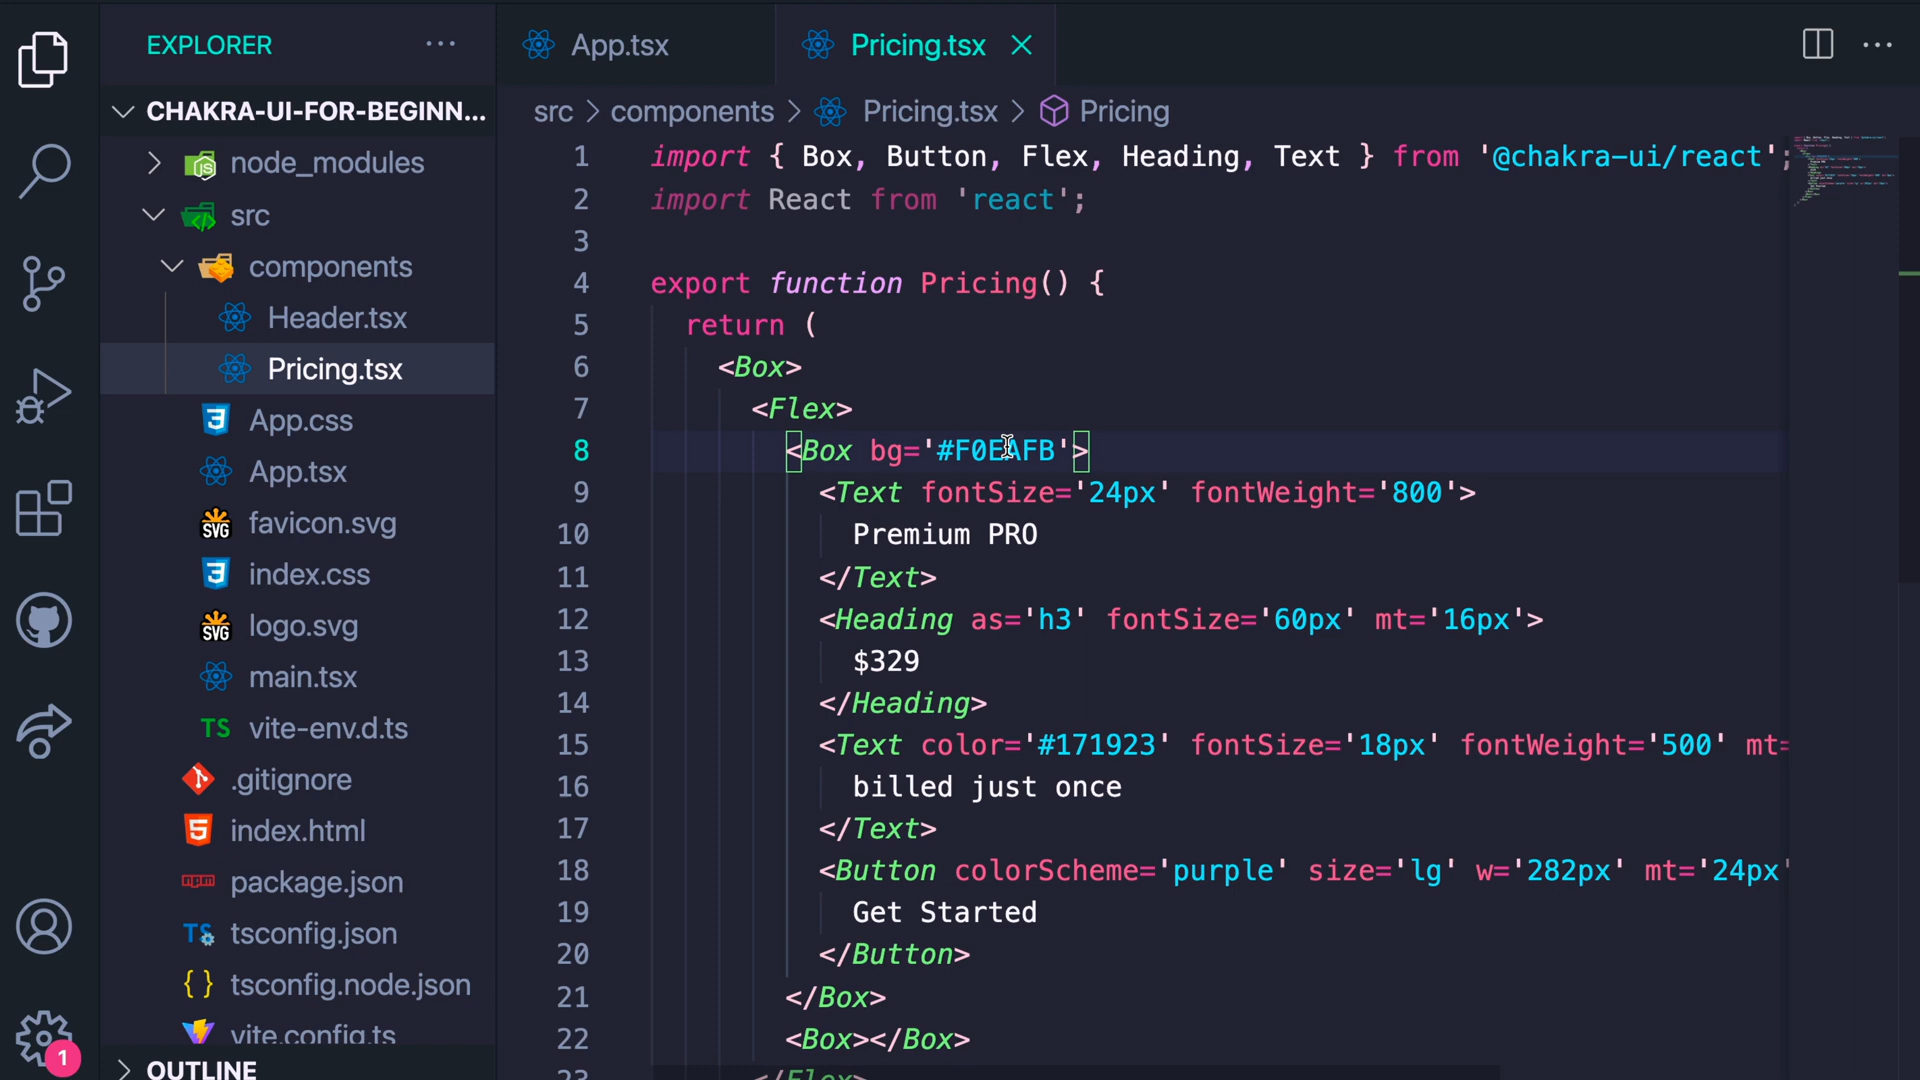 EXPLORER
CHAKRA-UI-FOR-BEGINN...
node_modules
src
components
Header.tsx
Pricing.tsx
App.css
App.tsx
favicon.svg
index.css
logo.svg
main.tsx
TS vite-env.d.ts
.gitignore
index.html
package.json
TS tsconfig.json
{ } tsconfig.node.json
vite.config.ts
OUTLINE
1
App.tsx
Pricing.tsx
src > components > Pricing.tsx > Pricing
1 import { Box, Button, Flex, Heading, Text } from '@chakra-ui/react';
2 import React from 'react';
3
4 export function Pricing() {
5 return (
6 <Box>
7 <Flex>
8 <Box bg='#F0EAFB'>
9 <Text fontSize='24px' fontWeight='800'>
10 Premium PRO
11 </Text>
12 <Heading as='h3' fontSize='60px' mt='16px'>
13 $329
14 </Heading>
15 <Text color='#171923' fontSize='18px' fontWeight='500' mt=
16 billed just once
17 </Text>
18 <Button colorScheme='purple' size='lg' w='282px' mt='24px'
19 Get Started
20 </Button>
21 </Box>
22 <Box></Box>
23 </Flex>